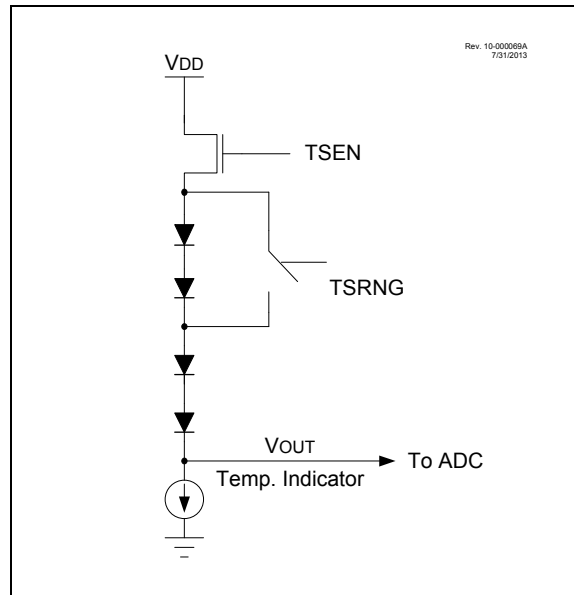 Rev. 10-000069A
7/31/2013
VDD
TSEN
TSRNG
VOUT
To ADC
Temp. Indicator